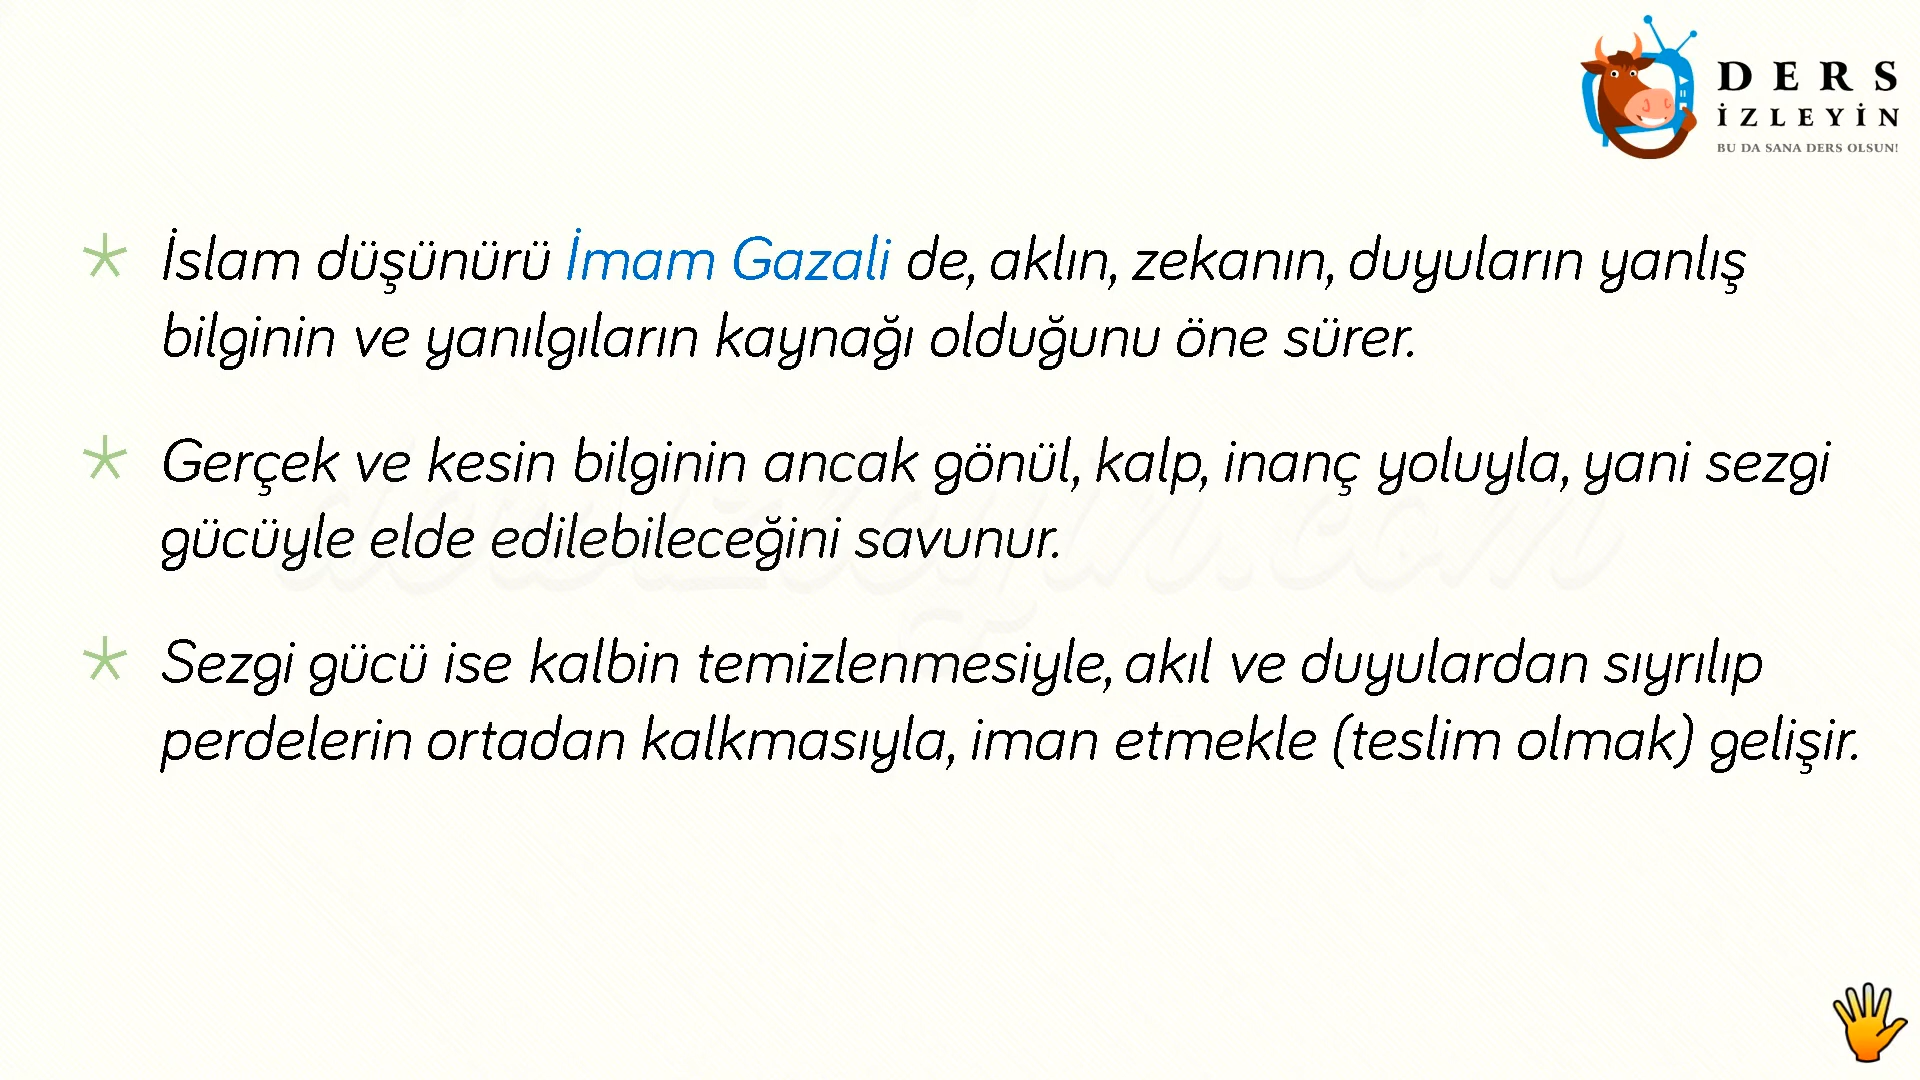 DERS
İZLEYİN
BU DA SANA DERS OLSUN!
* İslam düşünürü İmam Gazali de, aklın, zekanın, duyuların yanlış
bilginin ve yanılgıların kaynağı olduğunu öne sürer.
* Gerçek ve kesin bilginin ancak gönül, kalp, inanç yoluyla, yani sezgi
gücüyle elde edilebileceğini savunur.
* Sezgi gücü ise kalbin temizlenmesiyle, akıl ve duyulardan sıyrılıp
perdelerin ortadan kalkmasıyla, iman etmekle (teslim olmak) gelişir.